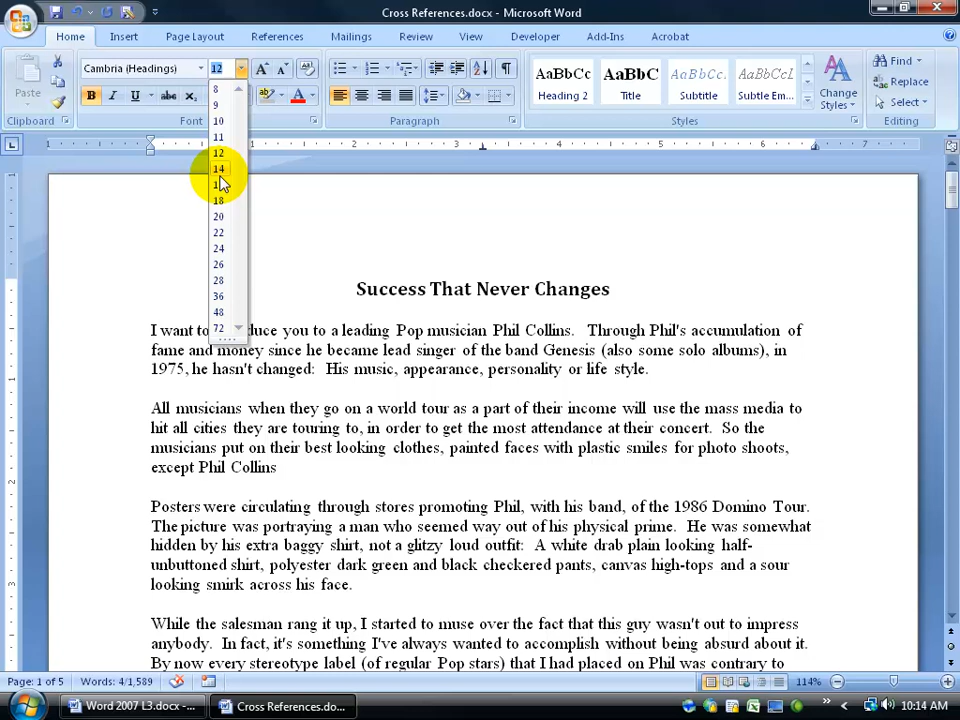 Cross References.docx - Microsoft Word
Home Insert Page Layout References Mailings Review View Developer Add-Ins Acrobat
Cambria (Headings) 12
Paste
B I U abe X
AaBbCc AaBbCc AaBbCc. AaBbCcL
Heading 2 Title Subtitle Subtle Em...
Change Styles
Find
Replace
Select
Clipboard Font Paragraph Styles Editing
8
9
10
11
12
14
18
20
22
24
26
28
36
48
72
1 1 2 3 4 5 6 7
Success That Never Changes
I want to duce you to a leading Pop musician Phil Collins. Through Phil's accumulation of
fame and money since he became lead singer of the band Genesis (also some solo albums), in
1975, he hasn't changed: His music, appearance, personality or life style.
All musicians when they go on a world tour as a part of their income will use the mass media to
hit all cities they are touring to, in order to get the most attendance at their concert. So the
musicians put on their best looking clothes, painted faces with plastic smiles for photo shoots,
except Phil Collins
Posters were circulating through stores promoting Phil, with his band, of the 1986 Domino Tour.
The picture was portraying a man who seemed way out of his physical prime. He was somewhat
hidden by his extra baggy shirt, not a glitzy loud outfit: A white drab plain looking half-
unbuttoned shirt, polyester dark green and black checkered pants, canvas high-tops and a sour
looking smirk across his face.
While the salesman rang it up, I started to muse over the fact that this guy wasn't out to impress
anybody. In fact, it's something I've always wanted to accomplish without being absurd about it.
By now every stereotype label (of regular Pop stars) that I had placed on Phil was contrary to
Page: 1 of 5 Words: 4/1,589 114%
Word 2007 L3.docx -... Cross References.do... 10:14 AM